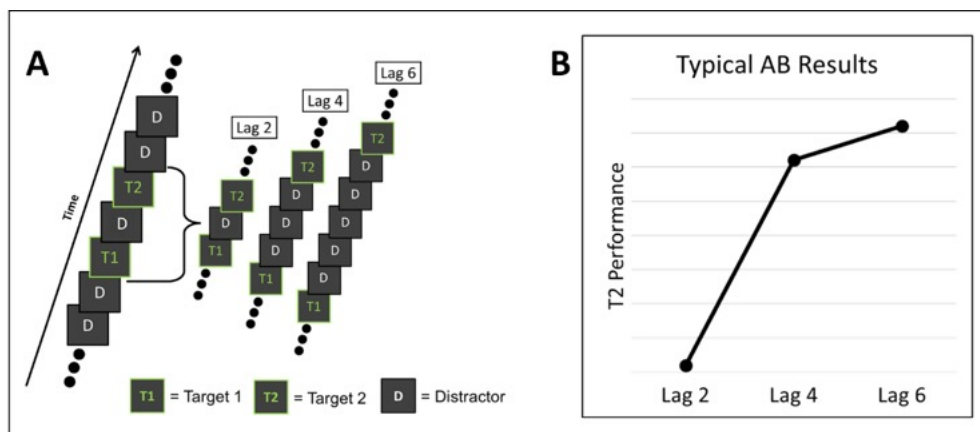 A
Time
D
D
T2
D
T1
D
D
Lag 2
T2
D
T1
Lag 4
T2
D
D
D
T1
Lag 6
T2
D
D
D
D
D
T1
T1 = Target 1
T2 = Target 2
D = Distractor
B
Typical AB Results
T2 Performance
Lag 2
Lag 4
Lag 6